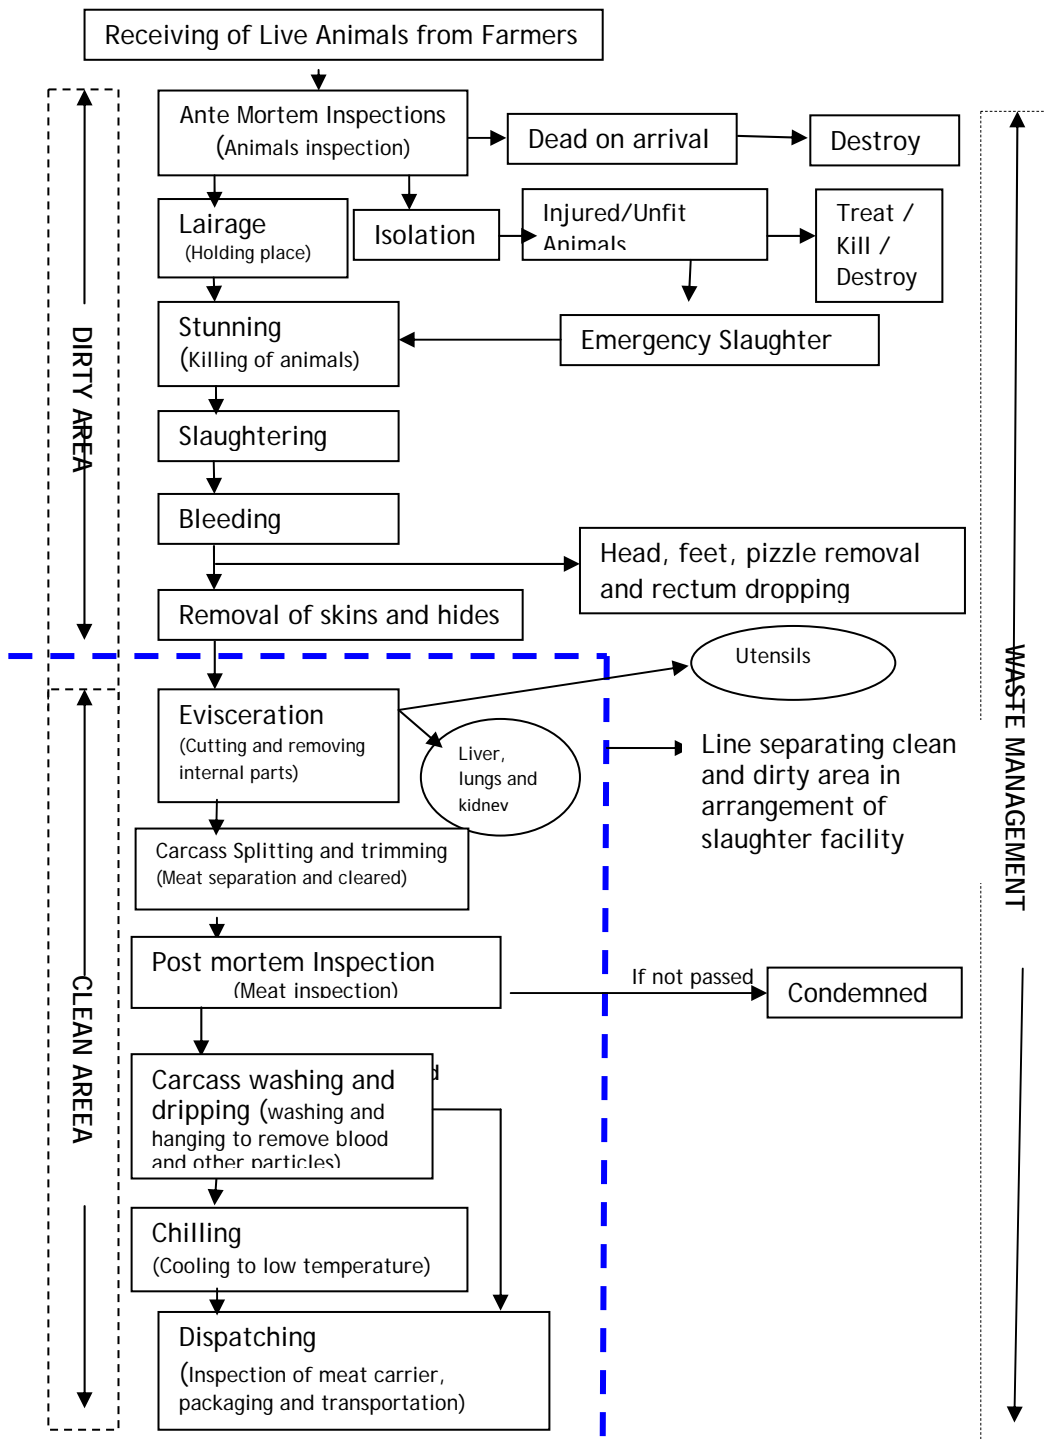 Receiving of Live Animals from Farmers
Ante Mortem Inspections
(Animals inspection)
Dead on arrival
Destroy
Lairage
(Holding place)
Isolation
Injured/Unfit
Animals
Treat /
Kill /
Destroy
Stunning
(Killing of animals)
Emergency Slaughter
DIRTY AREA
Slaughtering
Bleeding
Head, feet, pizzle removal
and rectum dropping
Removal of skins and hides
Utensils
Evisceration
(Cutting and removing
internal parts)
Liver,
lungs and
kidney
Line separating clean
and dirty area in
arrangement of
slaughter facility
WASTE MANAGEMENT
Carcass Splitting and trimming
(Meat separation and cleared)
Post mortem Inspection
(Meat inspection)
If not passed
Condemned
CLEAN AREEA
Carcass washing and
dripping (washing and
hanging to remove blood
and other particles)
Chilling
(Cooling to low temperature)
Dispatching
(Inspection of meat carrier,
packaging and transportation)